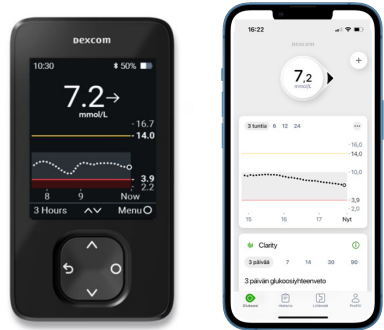 Dexcom
10:30 50%
7.2→
mmol/L
16.7
14.0
3.9
2.2
8 9 Now
3 Hours Menu
16:22
DEXCOM
+
7,2
mmol/L
3 tuntia 6 12 24 ...
16,0
14,0
10,0
3,9
2,0
15 16 17 Nyt
Clarity
3 päivää 7 14 30 90
3 päivän glukoosiyhteenveto
Glukoosi Historia Liitännät Profiili